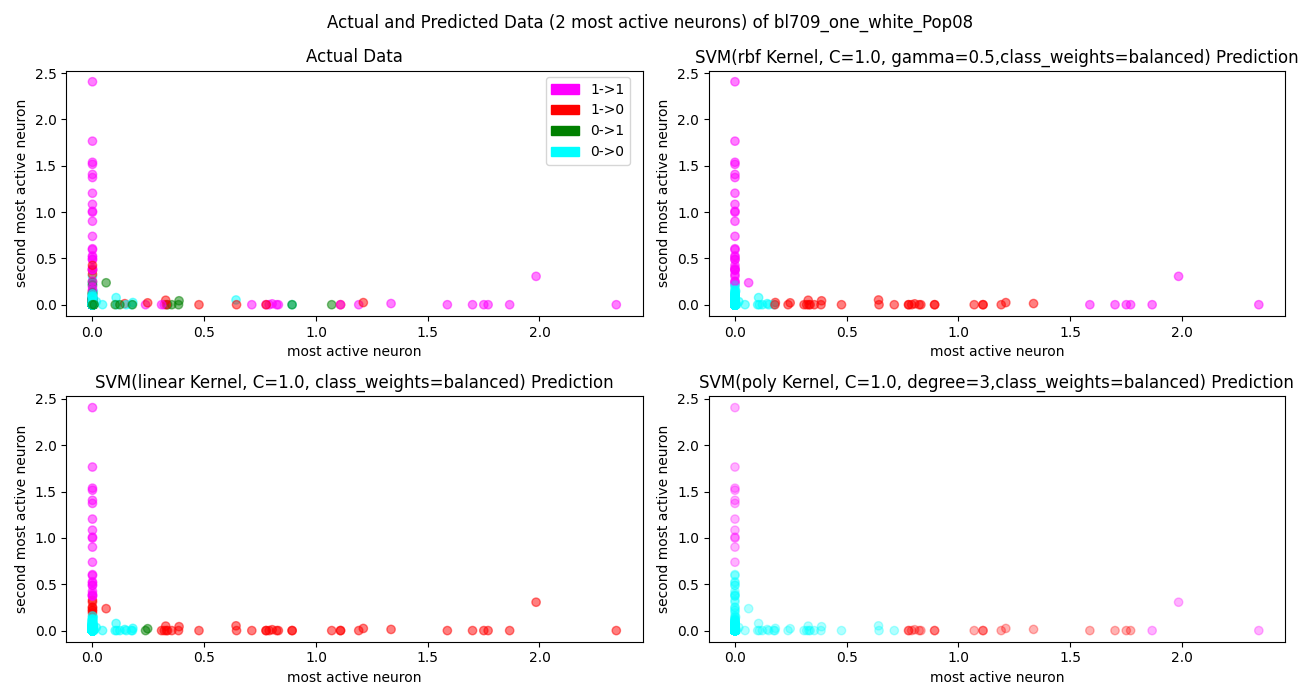 Actual and Predicted Data (2 most active neurons) of bl709_one_white_Pop08
Actual Data
2.5
2.0
1.5
1.0
0.5
0.0
second most active neuron
1->1
1->0
0->1
0->0
0.0 0.5 1.0 1.5 2.0
most active neuron
SVM(rbf Kernel, C=1.0, gamma=0.5,class_weights=balanced) Prediction
2.5
2.0
1.5
1.0
0.5
0.0
second most active neuron
0.0 0.5 1.0 1.5 2.0
most active neuron
SVM(linear Kernel, C=1.0, class_weights=balanced) Prediction
2.5
2.0
1.5
1.0
0.5
0.0
second most active neuron
0.0 0.5 1.0 1.5 2.0
most active neuron
SVM(poly Kernel, C=1.0, degree=3,class_weights=balanced) Prediction
2.5
2.0
1.5
1.0
0.5
0.0
second most active neuron
0.0 0.5 1.0 1.5 2.0
most active neuron